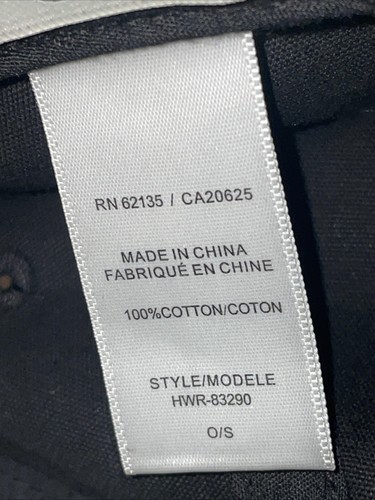 RN 62135 / CA20625
MADE IN CHINA
FABRIQUÉ EN CHINE
100%COTTON/COTON
STYLE/MODELE
HWR-83290
O/S